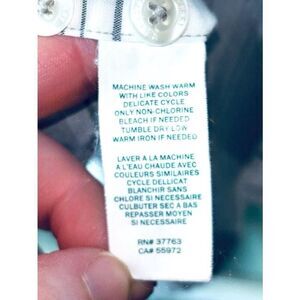 MACHINE WASH WARM
WITH LIKE COLORS
DELICATE CYCLE
ONLY NON-CHLORINE
BLEACH IF NEEDED
TUMBLE DRY LOW
WARM IRON IF NEEDED
LAVER A LA MACHINE
A L'EAU CHAUDE AVEC
COULEURS SIMILAIRES
CYCLE DELLICAT
BLANCHIR SANS
CHLORE SI NECESSAIRE
CULBUTER SEC A BAS
REPASSER MOYEN
SI NECESSAIRE
RN# 37763
CA# 55972